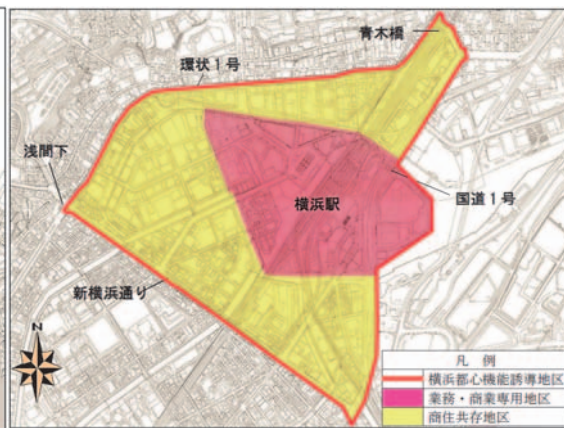 青木橋
環状1号
浅間下
国道1号
横浜駅
新横浜通り
N
凡例
横浜都心機能誘導地区
業務・商業専用地区
商住共存地区